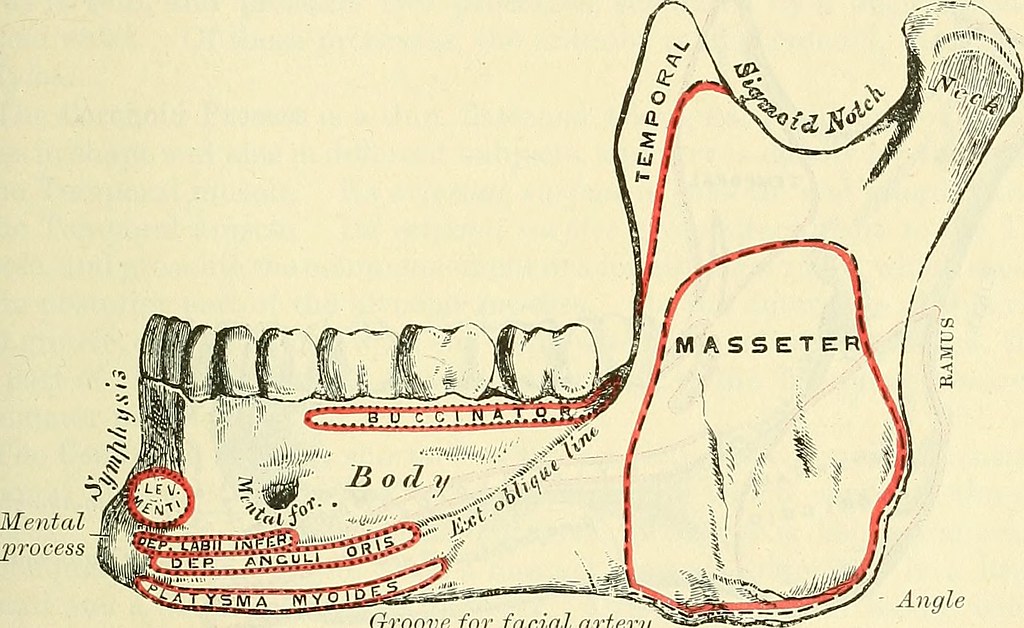 TEMPORAL
Sigmoid Notch
Neck
MASSETER
RAMUS
BUCCINATOR
Symphysis
Body
LEV.
MENTI
Mental for.
Ext. oblique line
Mental
process
DEP. LABII INFER.
DEP. ANGULI ORIS
PLATYSMA MYOIDES
Angle
Groove for facial artery